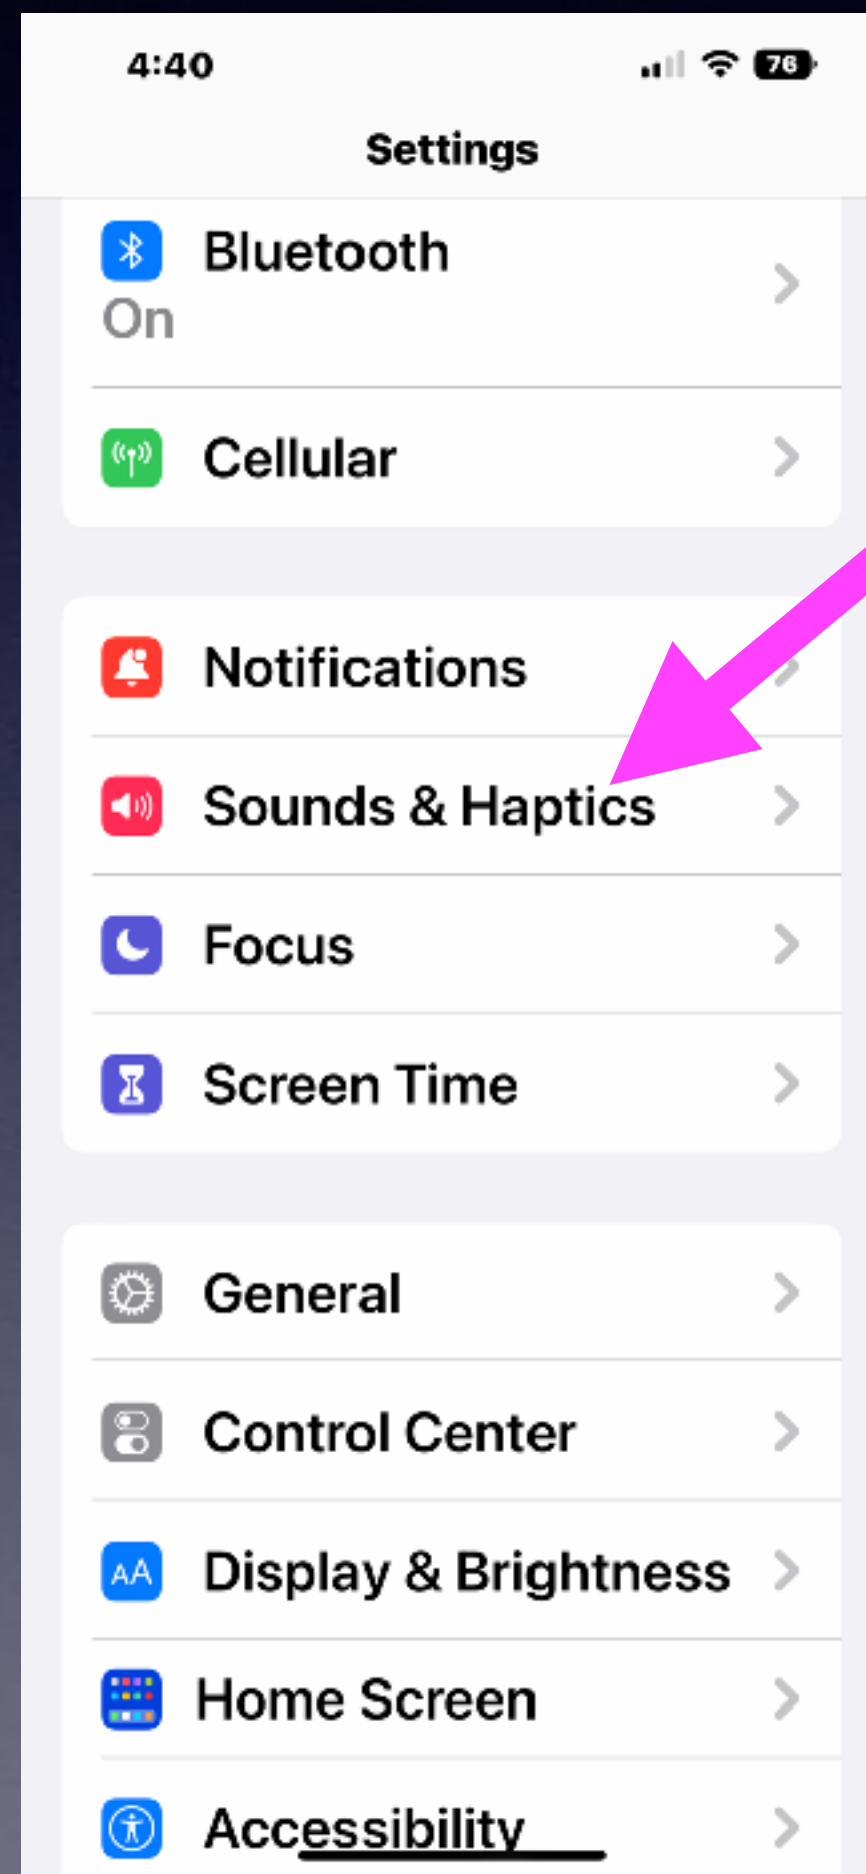 4:40
76
Settings
Bluetooth
On
Cellular
Notifications
Sounds & Haptics
Focus
Screen Time
General
Control Center
AA
Display & Brightness
Home Screen
Accessibility